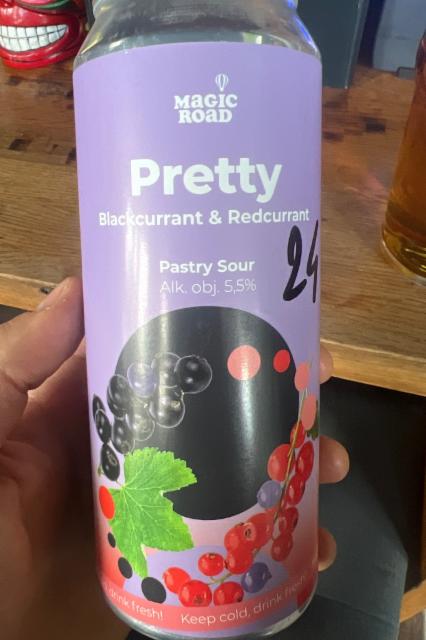 MAGIC
ROAD
Pretty
Blackcurrant & Redcurrant
24
Pastry Sour
Alk. obj. 5,5%
drink fresh! Keep cold, drink fresh!